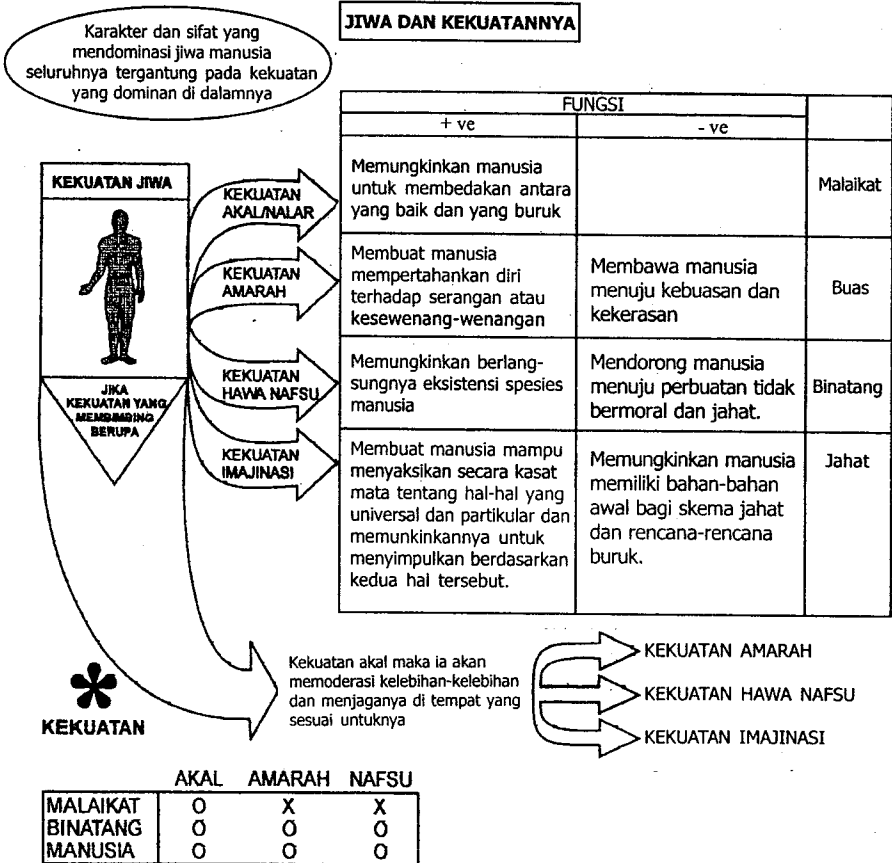 JIWA DAN KEKUATANNYA
Karakter dan sifat yang
mendominasi jiwa manusia
seluruhnya tergantung pada kekuatan
yang dominan di dalamnya
FUNGSI
+ ve
- ve
KEKUATAN JIWA
KEKUATAN
AKAL/NALAR
Memungkinkan manusia
untuk membedakan antara
yang baik dan yang buruk
Malaikat
KEKUATAN
AMARAH
Membuat manusia
mempertahankan diri
terhadap serangan atau
kesewenang-wenangan
Membawa manusia
menuju kebuasan dan
kekerasan
Buas
KEKUATAN
HAWA NAFSU
Memungkinkan berlang-
sungnya eksistensi spesies
manusia
Mendorong manusia
menuju perbuatan tidak
bermoral dan jahat.
Binatang
JIKA
KEKUATAN YANG
MEMBIMBING
BERUPA
KEKUATAN
IMAJINASI
Membuat manusia mampu
menyaksikan secara kasat
mata tentang hal-hal yang
universal dan partikular dan
memunkinkannya untuk
menyimpulkan berdasarkan
kedua hal tersebut.
Memungkinkan manusia
memiliki bahan-bahan
awal bagi skema jahat
dan rencana-rencana
buruk.
Jahat
*
KEKUATAN
Kekuatan akal maka ia akan
memoderasi kelebihan-kelebihan
dan menjaganya di tempat yang
sesuai untuknya
KEKUATAN AMARAH
KEKUATAN HAWA NAFSU
KEKUATAN IMAJINASI
AKAL AMARAH NAFSU
MALAIKAT O X X
BINATANG O O O
MANUSIA O O O